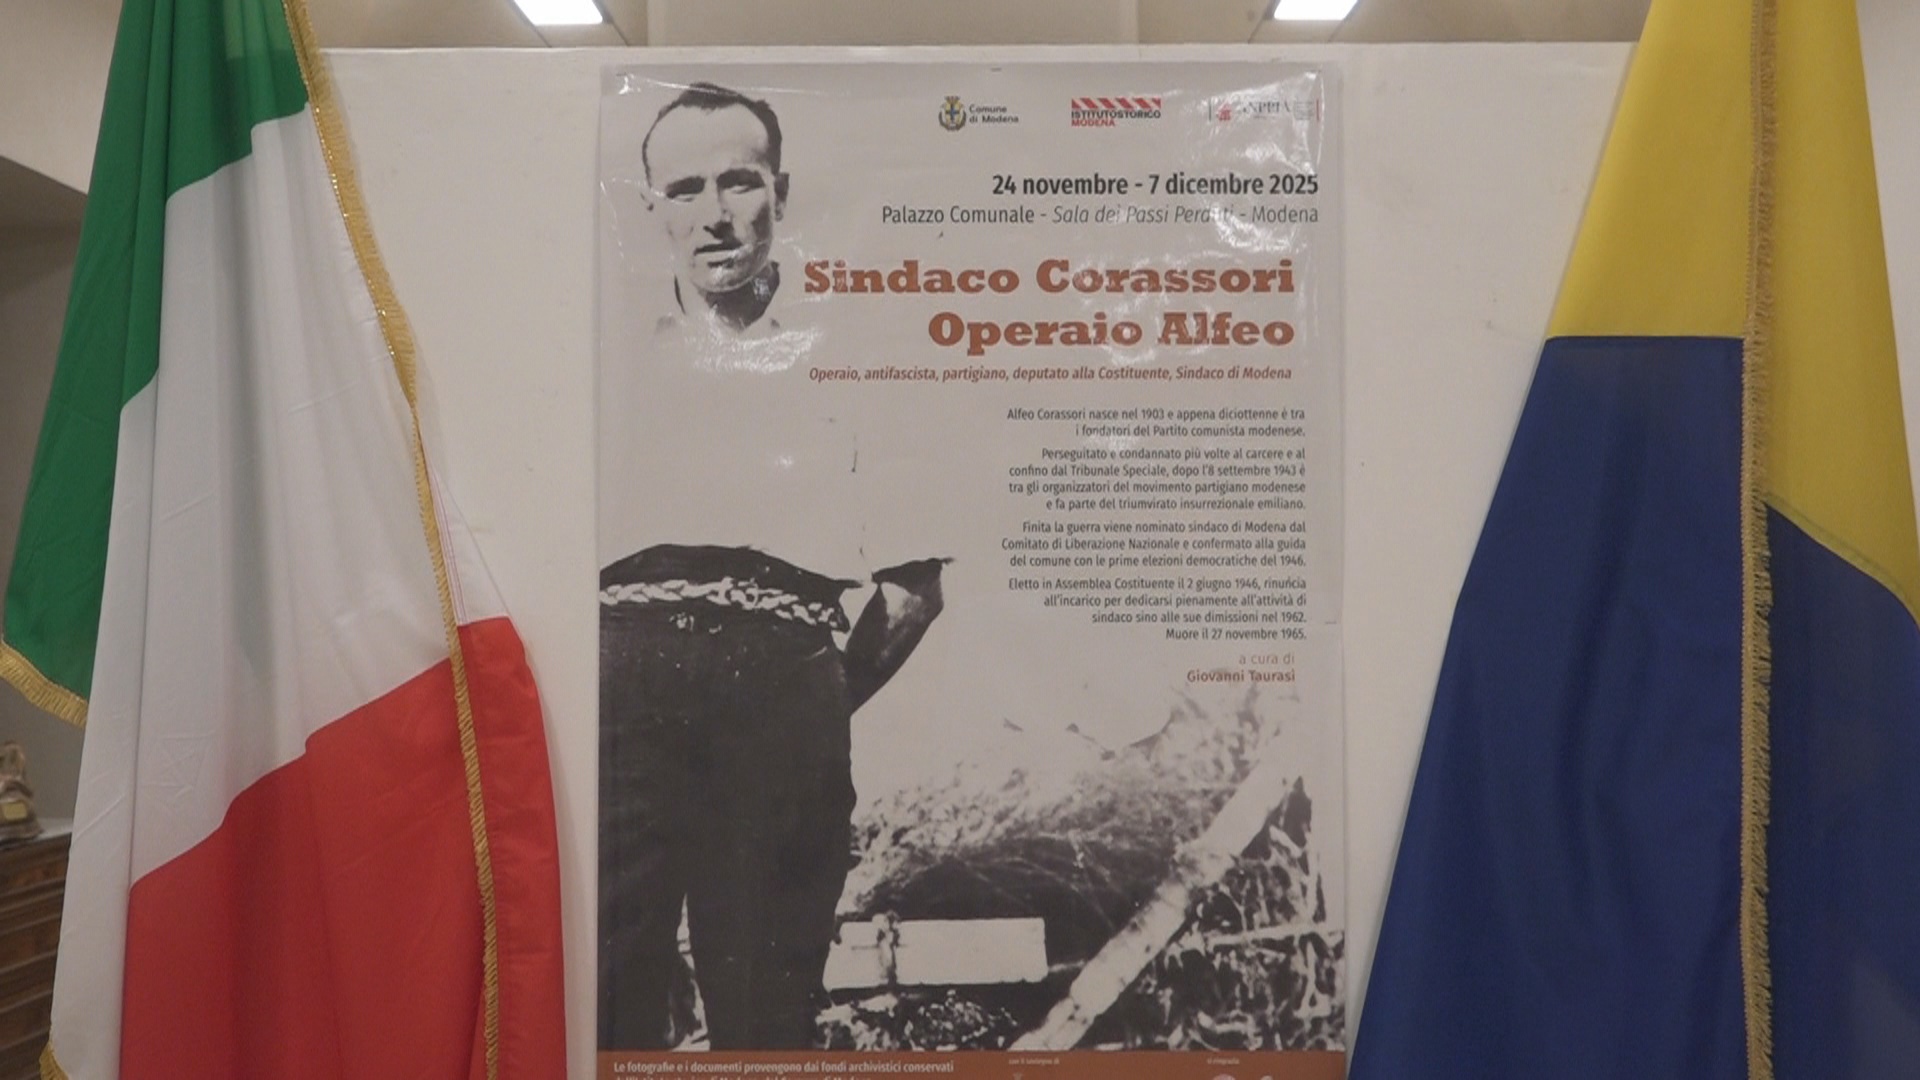 Comune
di Modena
ISTITUTOSTORICO
MODENA
ANPPIA
24 novembre - 7 dicembre 2025
Palazzo Comunale - Sala dei Passi Perduti - Modena
Sindaco Corassori
Operaio Alfeo
Operaio, antifascista, partigiano, deputato alla Costituente, Sindaco di Modena
Alfeo Corassori nasce nel 1903 e appena diciottenne è tra
i fondatori del Partito comunista modenese.
Perseguitato e condannato più volte al carcere e al
confino dal Tribunale Speciale, dopo l'8 settembre 1943 è
tra gli organizzatori del movimento partigiano modenese
e fa parte del triumvirato insurrezionale emiliano.
Finita la guerra viene nominato sindaco di Modena dal
Comitato di Liberazione Nazionale e confermato alla guida
del comune con le prime elezioni democratiche del 1946.
Eletto in Assemblea Costituente il 2 giugno 1946, rinuncia
all'incarico per dedicarsi pienamente all'attività di
sindaco sino alle sue dimissioni nel 1962.
Muore il 27 novembre 1965.
a cura di
Giovanni Taurasi
Le fotografie e i documenti provengono dai fondi archivistici conservati
con il sostegno di
si ringrazia